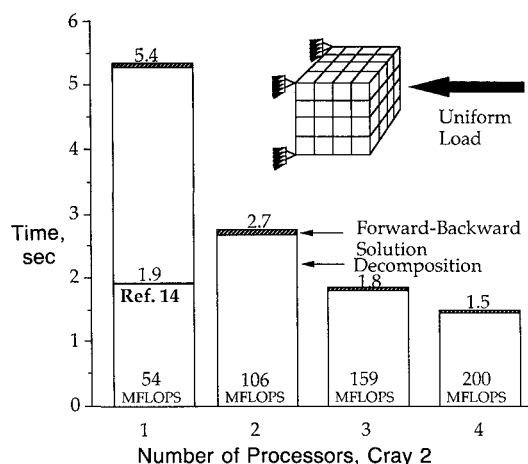 6
5
4
3
2
1
0
Time,
sec
5.4
1.9
Ref. 14
54
MFLOPS
2.7
106
MFLOPS
1.8
159
MFLOPS
1.5
200
MFLOPS
Uniform
Load
Forward-Backward
Solution
Decomposition
1 2 3 4
Number of Processors, Cray 2